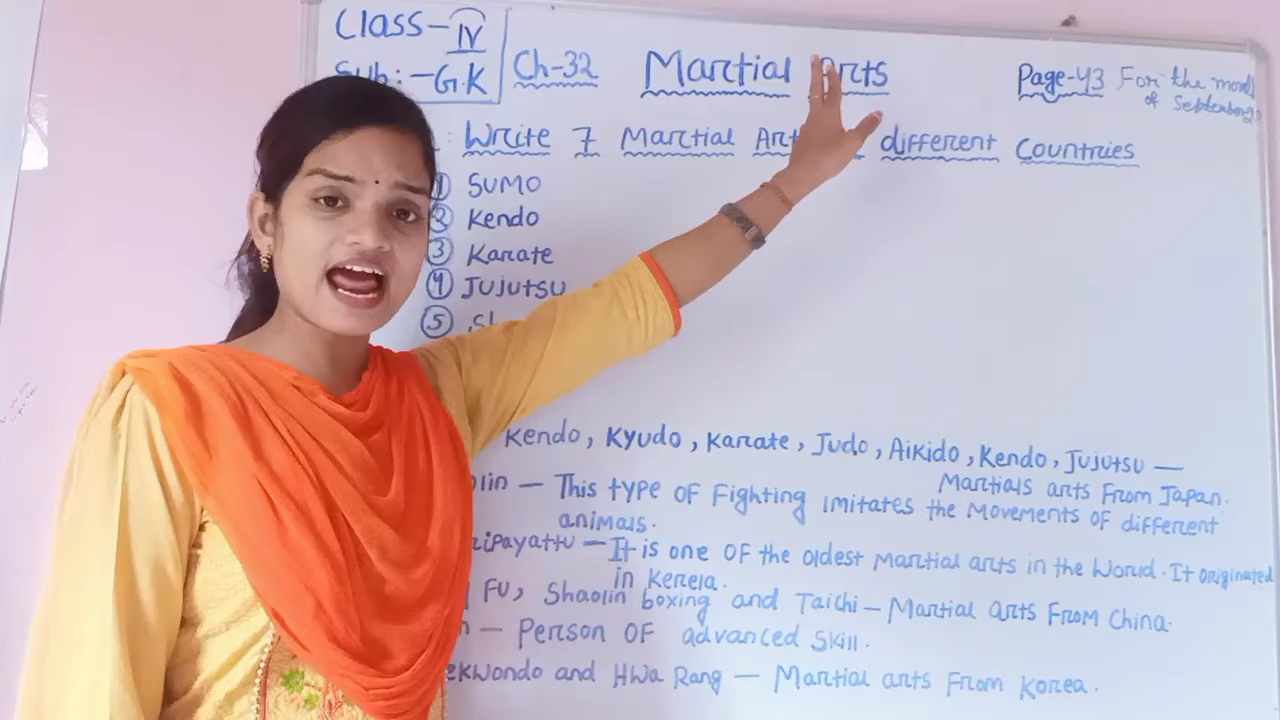 Class-IV
Sub:-G.K
Ch-32 Martial Arts
Page-43 For the month
of September
Write 7 Martial Arts different Countries
① SUMO
② Kendo
③ Karate
④ Jujutsu
⑤
Kendo, Kyudo, Karate, Judo, Aikido, Kendo, Jujutsu —
Martials arts From Japan.
olin — This type of Fighting imitates the movements of different
animals.
ripayattu — It is one of the oldest Martial arts in the World. It originated
in Kerela.
Fu, Shaolin boxing and Taichi — Martial arts From China.
n — Person of advanced skill.
ekwondo and Hwa Rang — Martial arts From Korea.